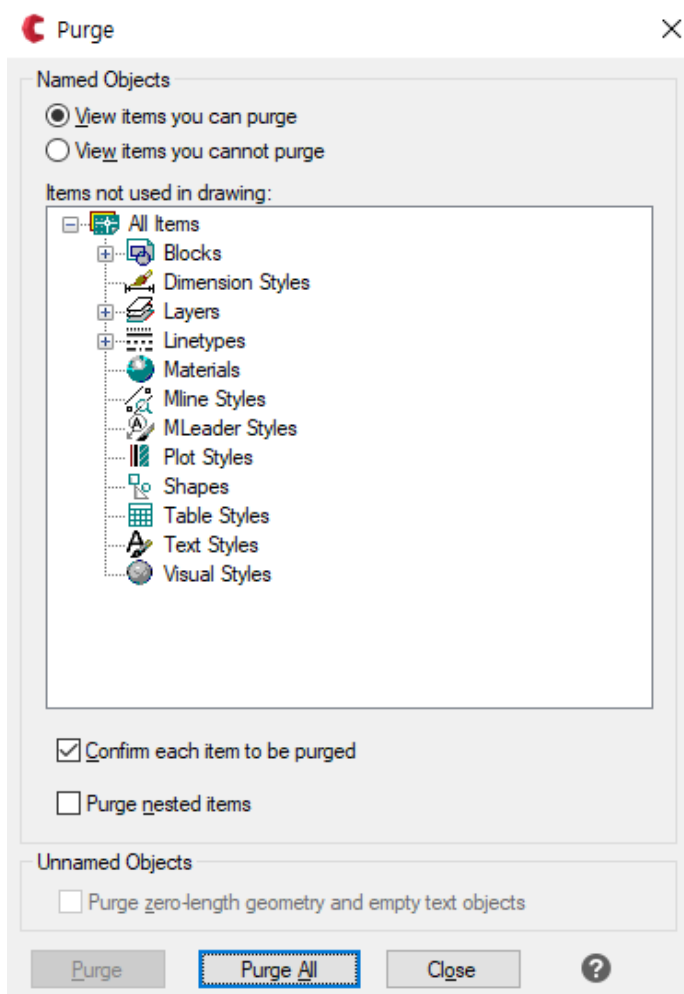 Purge
Named Objects
View items you can purge
View items you cannot purge
Items not used in drawing:
All Items
Blocks
Dimension Styles
Layers
Linetypes
Materials
Mline Styles
MLeader Styles
Plot Styles
Shapes
Table Styles
Text Styles
Visual Styles
Confirm each item to be purged
Purge nested items
Unnamed Objects
Purge zero-length geometry and empty text objects
Purge Purge All Close ?